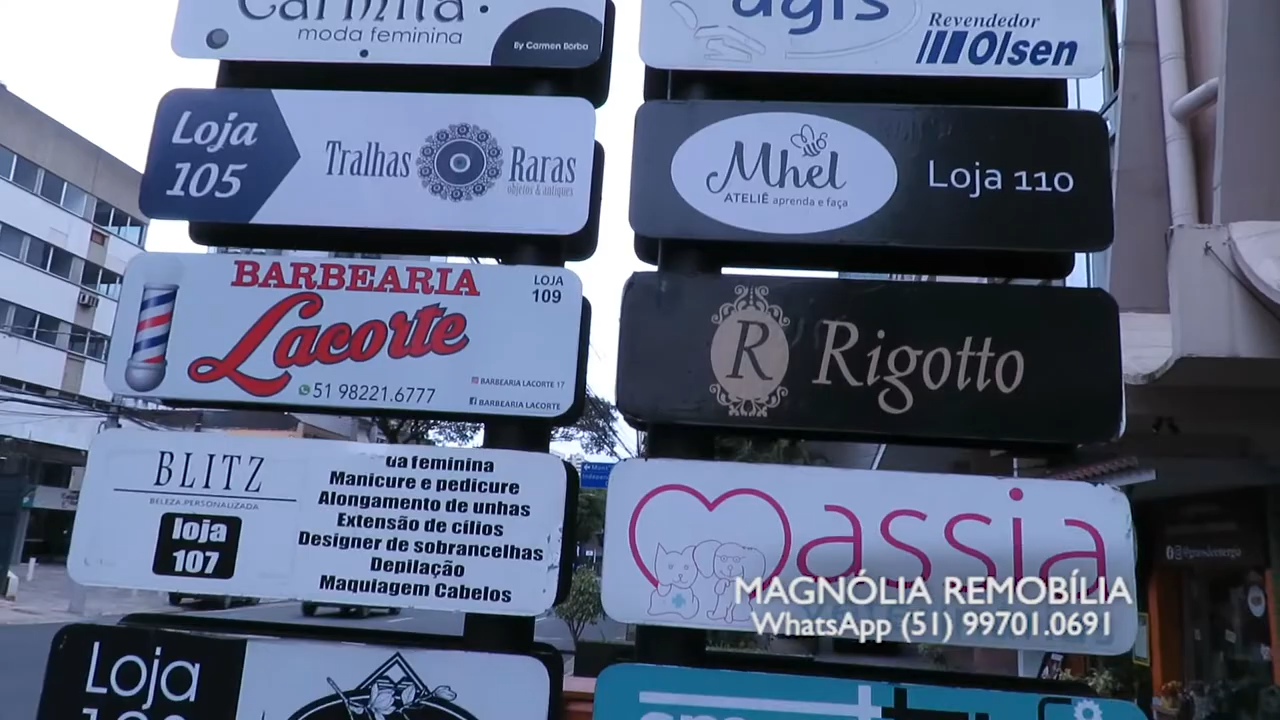 Carmita
moda feminina
By Carmen Borba
agis
Revendedor
Olsen
Loja
105
Tralhas Raras
objetos & antiques
Mhel
ATELIÊ aprenda e faça
Loja 110
BARBEARIA
Lacorte
LOJA
109
51 98221.6777
BARBEARIA LACORTE 17
BARBEARIA LACORTE
R Rigotto
BLITZ
BELEZA PERSONALIZADA
loja
107
da feminina
Manicure e pedicure
Alongamento de unhas
Extensão de cílios
Designer de sobrancelhas
Depilação
Maquiagem Cabelos
assia
MAGNÓLIA REMOBÍLIA
WhatsApp (51) 99701.0691
Loja